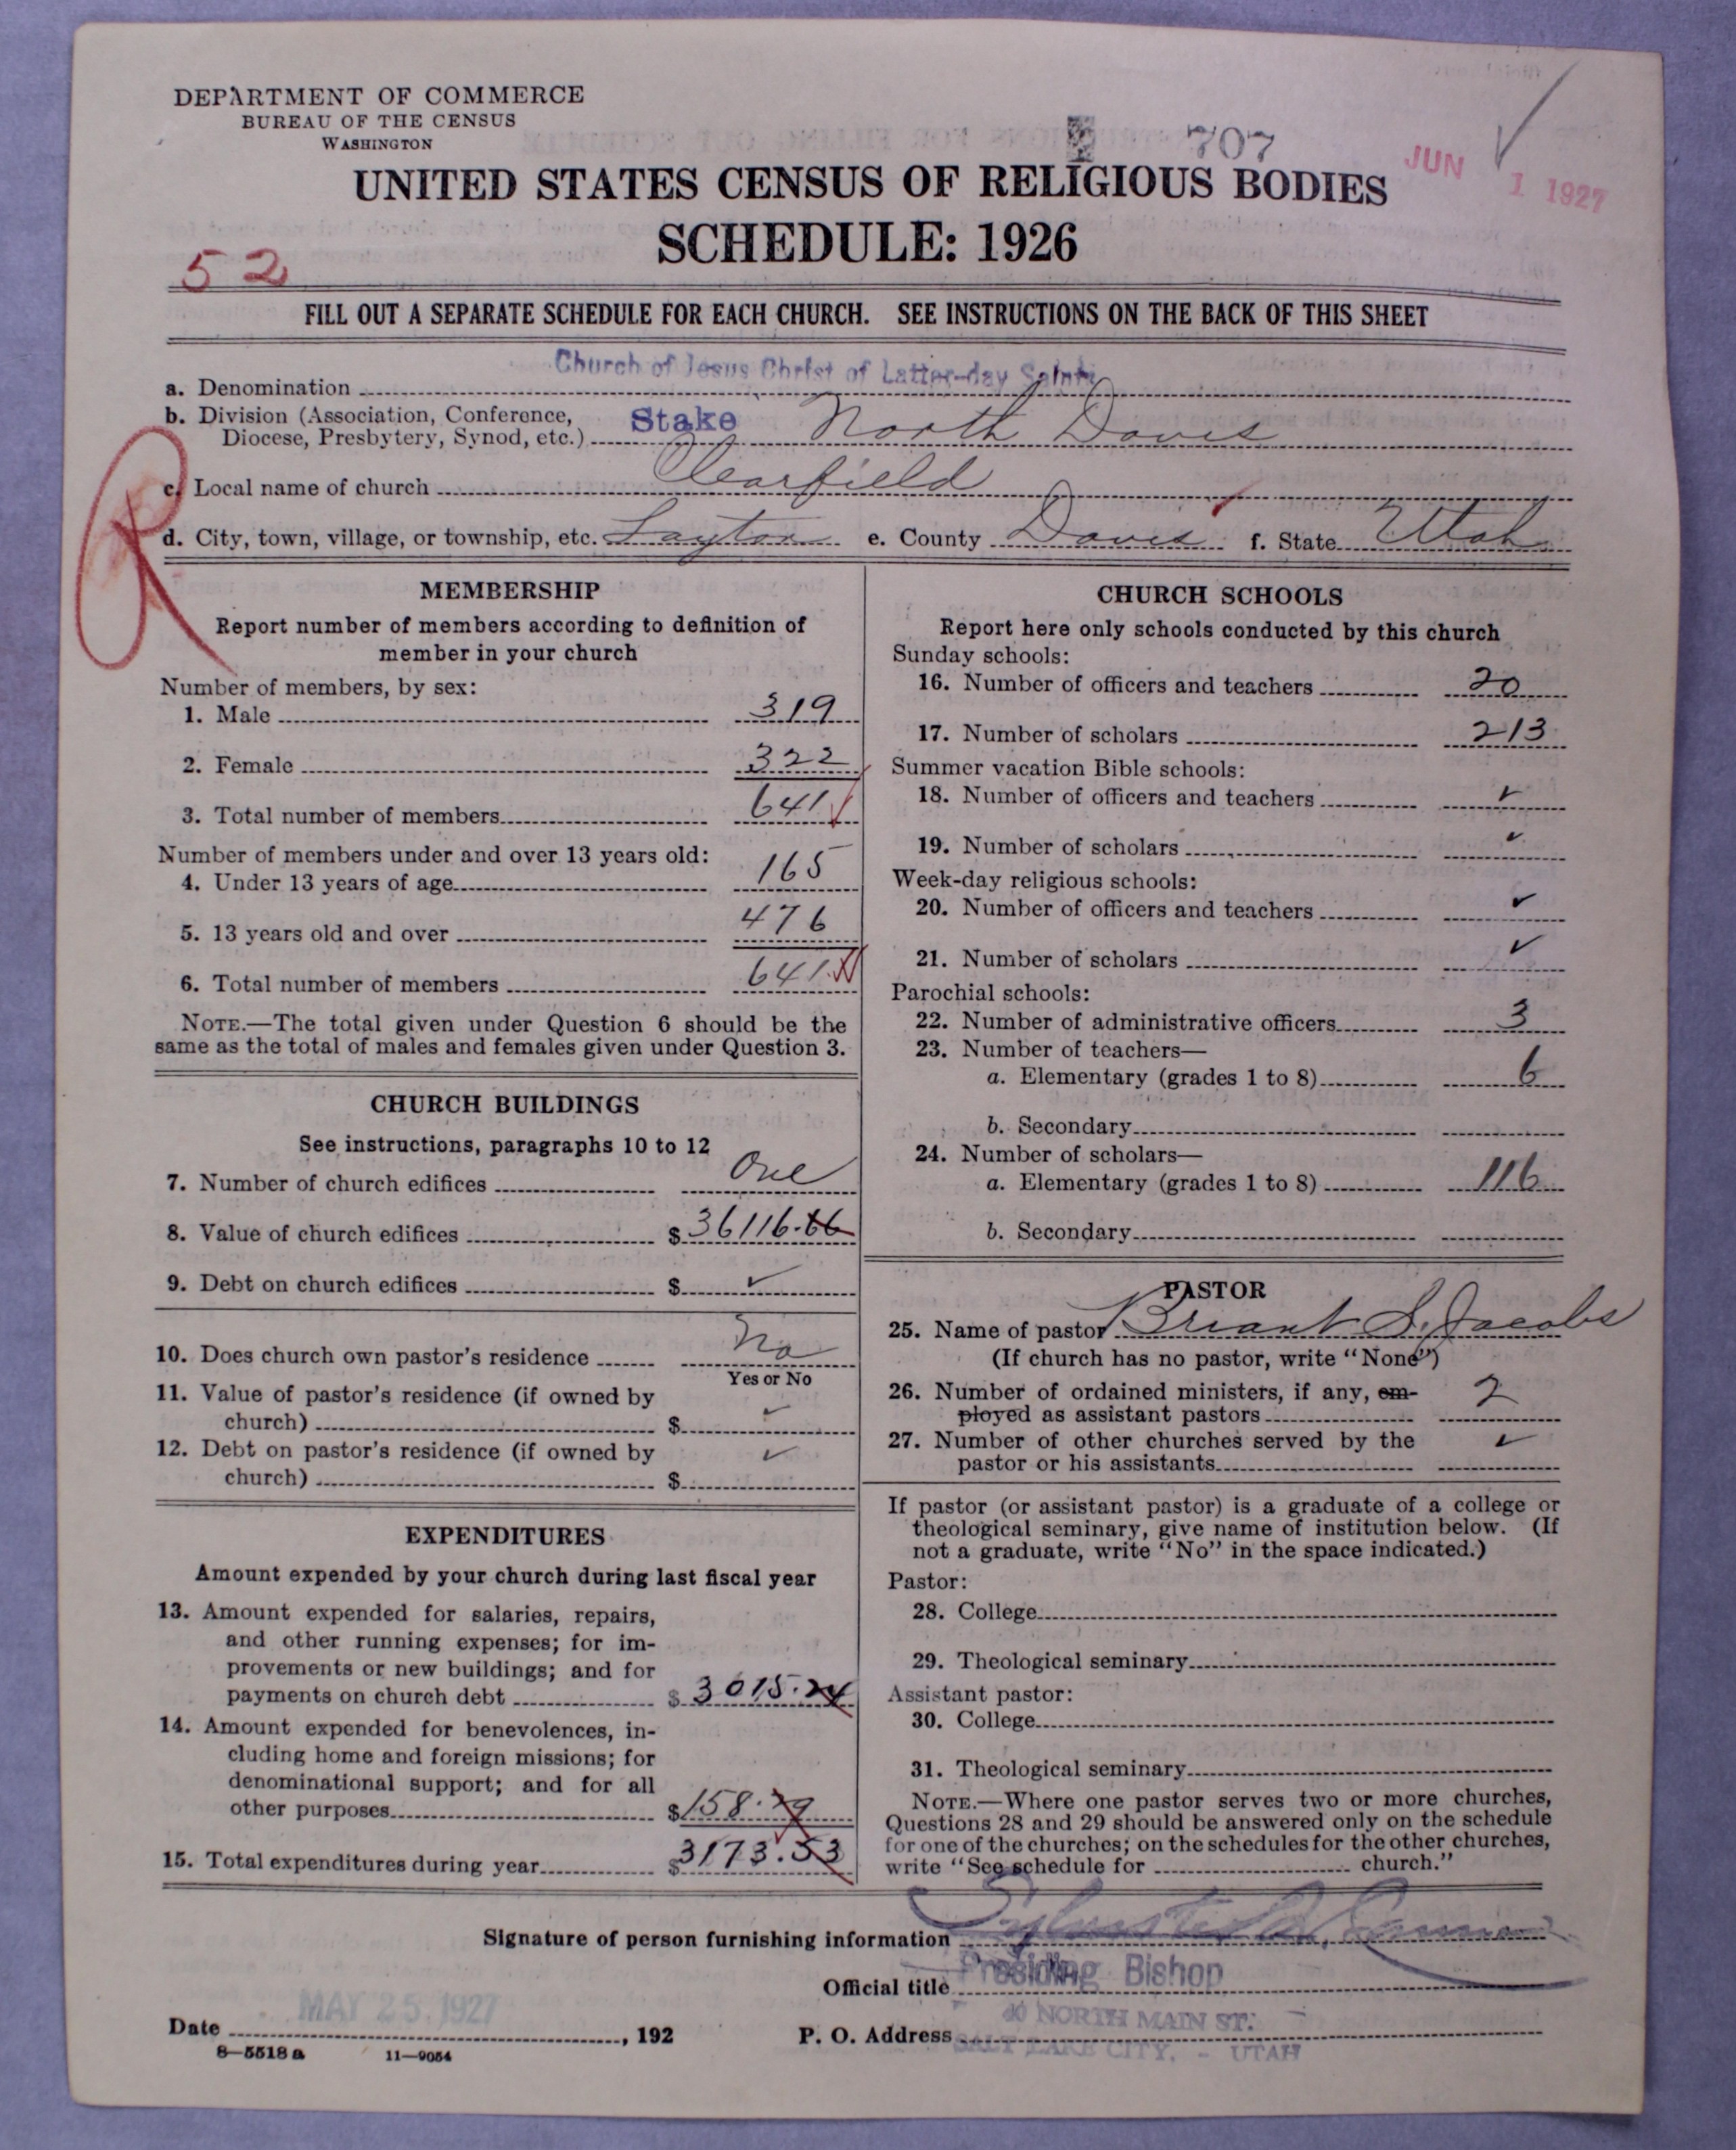 DEPARTMENT OF COMMERCE
BUREAU OF THE CENSUS
WASHINGTON
707
JUN 1 1927
UNITED STATES CENSUS OF RELIGIOUS BODIES
SCHEDULE: 1926
52
FILL OUT A SEPARATE SCHEDULE FOR EACH CHURCH. SEE INSTRUCTIONS ON THE BACK OF THIS SHEET
a. Denomination Church of Jesus Christ of Latter-day Saints
b. Division (Association, Conference,
Diocese, Presbytery, Synod, etc.) Stake North Davis
R
c. Local name of church Clearfield
d. City, town, village, or township, etc. Layton e. County Davis f. State Utah
MEMBERSHIP
Report number of members according to definition of
member in your church
Number of members, by sex:
1. Male 319
2. Female 322
3. Total number of members 641
Number of members under and over 13 years old:
4. Under 13 years of age 165
5. 13 years old and over 476
6. Total number of members 641
NOTE.—The total given under Question 6 should be the
same as the total of males and females given under Question 3.
CHURCH BUILDINGS
See instructions, paragraphs 10 to 12
7. Number of church edifices One
8. Value of church edifices $ 36116.66
9. Debt on church edifices $ ✓
10. Does church own pastor's residence No
Yes or No
11. Value of pastor's residence (if owned by
church) $ ✓
12. Debt on pastor's residence (if owned by
church) $ ✓
EXPENDITURES
Amount expended by your church during last fiscal year
13. Amount expended for salaries, repairs,
and other running expenses; for im-
provements or new buildings; and for
payments on church debt $ 3015.24
14. Amount expended for benevolences, in-
cluding home and foreign missions; for
denominational support; and for all
other purposes $ 158.29
15. Total expenditures during year $ 3173.53
CHURCH SCHOOLS
Report here only schools conducted by this church
Sunday schools:
16. Number of officers and teachers 20
17. Number of scholars 213
Summer vacation Bible schools:
18. Number of officers and teachers ✓
19. Number of scholars ✓
Week-day religious schools:
20. Number of officers and teachers ✓
21. Number of scholars ✓
Parochial schools:
22. Number of administrative officers 3
23. Number of teachers—
a. Elementary (grades 1 to 8) 6
b. Secondary
24. Number of scholars—
a. Elementary (grades 1 to 8) 116
b. Secondary
PASTOR
25. Name of pastor Briant S. Jacobs
(If church has no pastor, write "None")
26. Number of ordained ministers, if any, em-
ployed as assistant pastors 2
27. Number of other churches served by the
pastor or his assistants ✓
If pastor (or assistant pastor) is a graduate of a college or
theological seminary, give name of institution below. (If
not a graduate, write "No" in the space indicated.)
Pastor:
28. College
29. Theological seminary
Assistant pastor:
30. College
31. Theological seminary
NOTE.—Where one pastor serves two or more churches,
Questions 28 and 29 should be answered only on the schedule
for one of the churches; on the schedules for the other churches,
write "See schedule for church."
Signature of person furnishing information Sylvester Q. Cannon
Official title Presiding Bishop
Date MAY 25 1927, 192
P. O. Address 40 NORTH MAIN ST.
SALT LAKE CITY, - UTAH
8—5518 a 11—9054